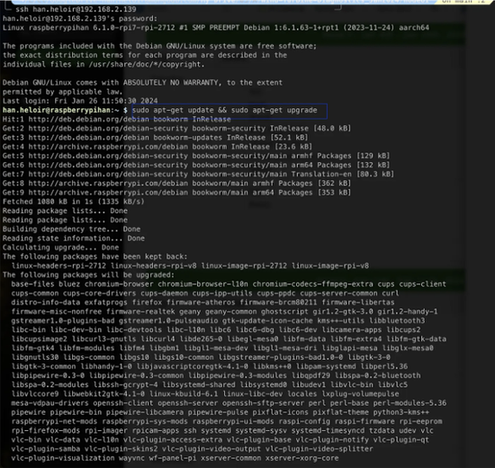 ssh han.heloir@192.168.2.139
han.heloir@192.168.2.139's password:
Linux raspberrypihan 6.1.0-rpi7-rpi-2712 #1 SMP PREEMPT Debian 1:6.1.63-1+rpt1 (2023-11-24) aarch64
The programs included with the Debian GNU/Linux system are free software;
the exact distribution terms for each program are described in the
individual files in /usr/share/doc/*/copyright.
Debian GNU/Linux comes with ABSOLUTELY NO WARRANTY, to the extent
permitted by applicable law.
Last login: Fri Jan 26 11:50:30 2024
han.heloir@raspberrypihan:~ $ sudo apt-get update && sudo apt-get upgrade
Hit:1 http://deb.debian.org/debian bookworm InRelease
Get:2 http://deb.debian.org/debian bookworm-security InRelease [48.0 kB]
Get:3 http://deb.debian.org/debian bookworm-updates InRelease [52.1 kB]
Get:4 http://archive.raspberrypi.com/debian bookworm InRelease [23.6 kB]
Get:5 http://deb.debian.org/debian-security bookworm-security/main armhf Packages [129 kB]
Get:6 http://deb.debian.org/debian-security bookworm-security/main arm64 Packages [132 kB]
Get:7 http://deb.debian.org/debian-security bookworm-security/main Translation-en [80.3 kB]
Get:8 http://archive.raspberrypi.com/debian bookworm/main armhf Packages [362 kB]
Get:9 http://archive.raspberrypi.com/debian bookworm/main arm64 Packages [353 kB]
Fetched 1080 kB in 1s (1335 kB/s)
Reading package lists... Done
Reading package lists... Done
Building dependency tree... Done
Reading state information... Done
Calculating upgrade... Done
The following packages have been kept back:
linux-headers-rpi-2712 linux-headers-rpi-v8 linux-image-rpi-2712 linux-image-rpi-v8
The following packages will be upgraded:
base-files bluez chromium-browser chromium-browser-l10n chromium-codecs-ffmpeg-extra cups cups-client
cups-common cups-core-drivers cups-daemon cups-ipp-utils cups-ppdc cups-server-common curl
distro-info-data exfatprogs firefox firmware-atheros firmware-brcm80211 firmware-libertas
firmware-misc-nonfree firmware-realtek geany geany-common ghostscript gir1.2-gtk-3.0 gir1.2-handy-1
gstreamer1.0-plugins-bad gstreamer1.0-pulseaudio gtk-update-icon-cache kms++-utils libbluetooth3
libc-bin libc-dev-bin libc-devtools libc-l10n libc6 libc6-dbg libc6-dev libcamera-apps libcups2
libcupsimage2 libcurl3-gnutls libcurl4 libde265-0 libegl-mesa0 libfm-data libfm-extra4 libfm-gtk-data
libfm-gtk4 libfm-modules libfm4 libgbm1 libgl1-mesa-dev libgl1-mesa-dri libglapi-mesa libglx-mesa0
libgnutls30 libgs-common libgs10 libgs10-common libgstreamer-plugins-bad1.0-0 libgtk-3-0
libgtk-3-common libhandy-1-0 libjavascriptcoregtk-4.1-0 libkms++0 libpam-systemd libperl5.36
libpipewire-0.3-0 libpipewire-0.3-common libpipewire-0.3-modules libqpdf29 libspa-0.2-bluetooth
libspa-0.2-modules libssh-gcrypt-4 libsystemd-shared libsystemd0 libudev1 libvlc-bin libvlc5
libvlccore9 libwebkit2gtk-4.1-0 linux-kbuild-6.1 linux-libc-dev locales lxplug-volumepulse
mesa-vdpau-drivers openssh-client openssh-server openssh-sftp-server perl perl-base perl-modules-5.36
pipewire pipewire-bin pipewire-libcamera pipewire-pulse pixflat-icons pixflat-theme python3-kms++
raspberrypi-net-mods raspberrypi-sys-mods raspberrypi-ui-mods raspi-config raspi-firmware rpi-eeprom
rpi-firefox-mods rpi-imager rpicam-apps ssh systemd systemd-sysv systemd-timesyncd tzdata udev vlc
vlc-bin vlc-data vlc-l10n vlc-plugin-access-extra vlc-plugin-base vlc-plugin-notify vlc-plugin-qt
vlc-plugin-samba vlc-plugin-skins2 vlc-plugin-video-output vlc-plugin-video-splitter
vlc-plugin-visualization wayvnc wf-panel-pi xserver-common xserver-xorg-core